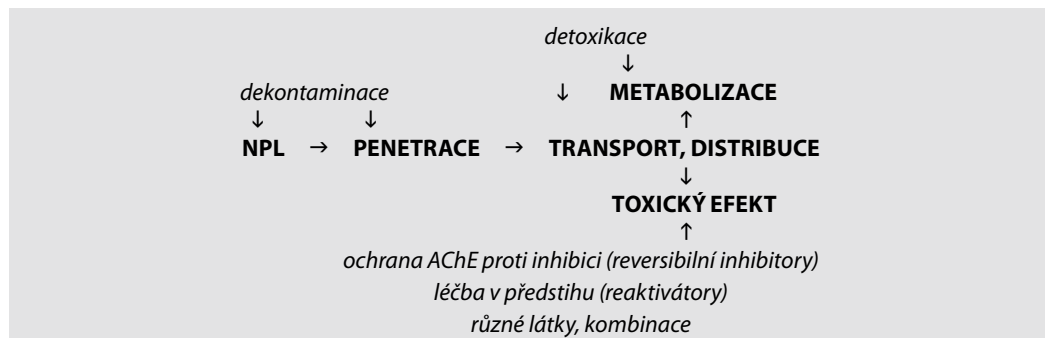 detoxikace
↓
dekontaminace ↓ METABOLIZACE
↓ ↓ ↑
NPL → PENETRACE → TRANSPORT, DISTRIBUCE
↓
TOXICKÝ EFEKT
↑
ochrana AChE proti inhibici (reversibilní inhibitory)
léčba v předstihu (reaktivátory)
různé látky, kombinace